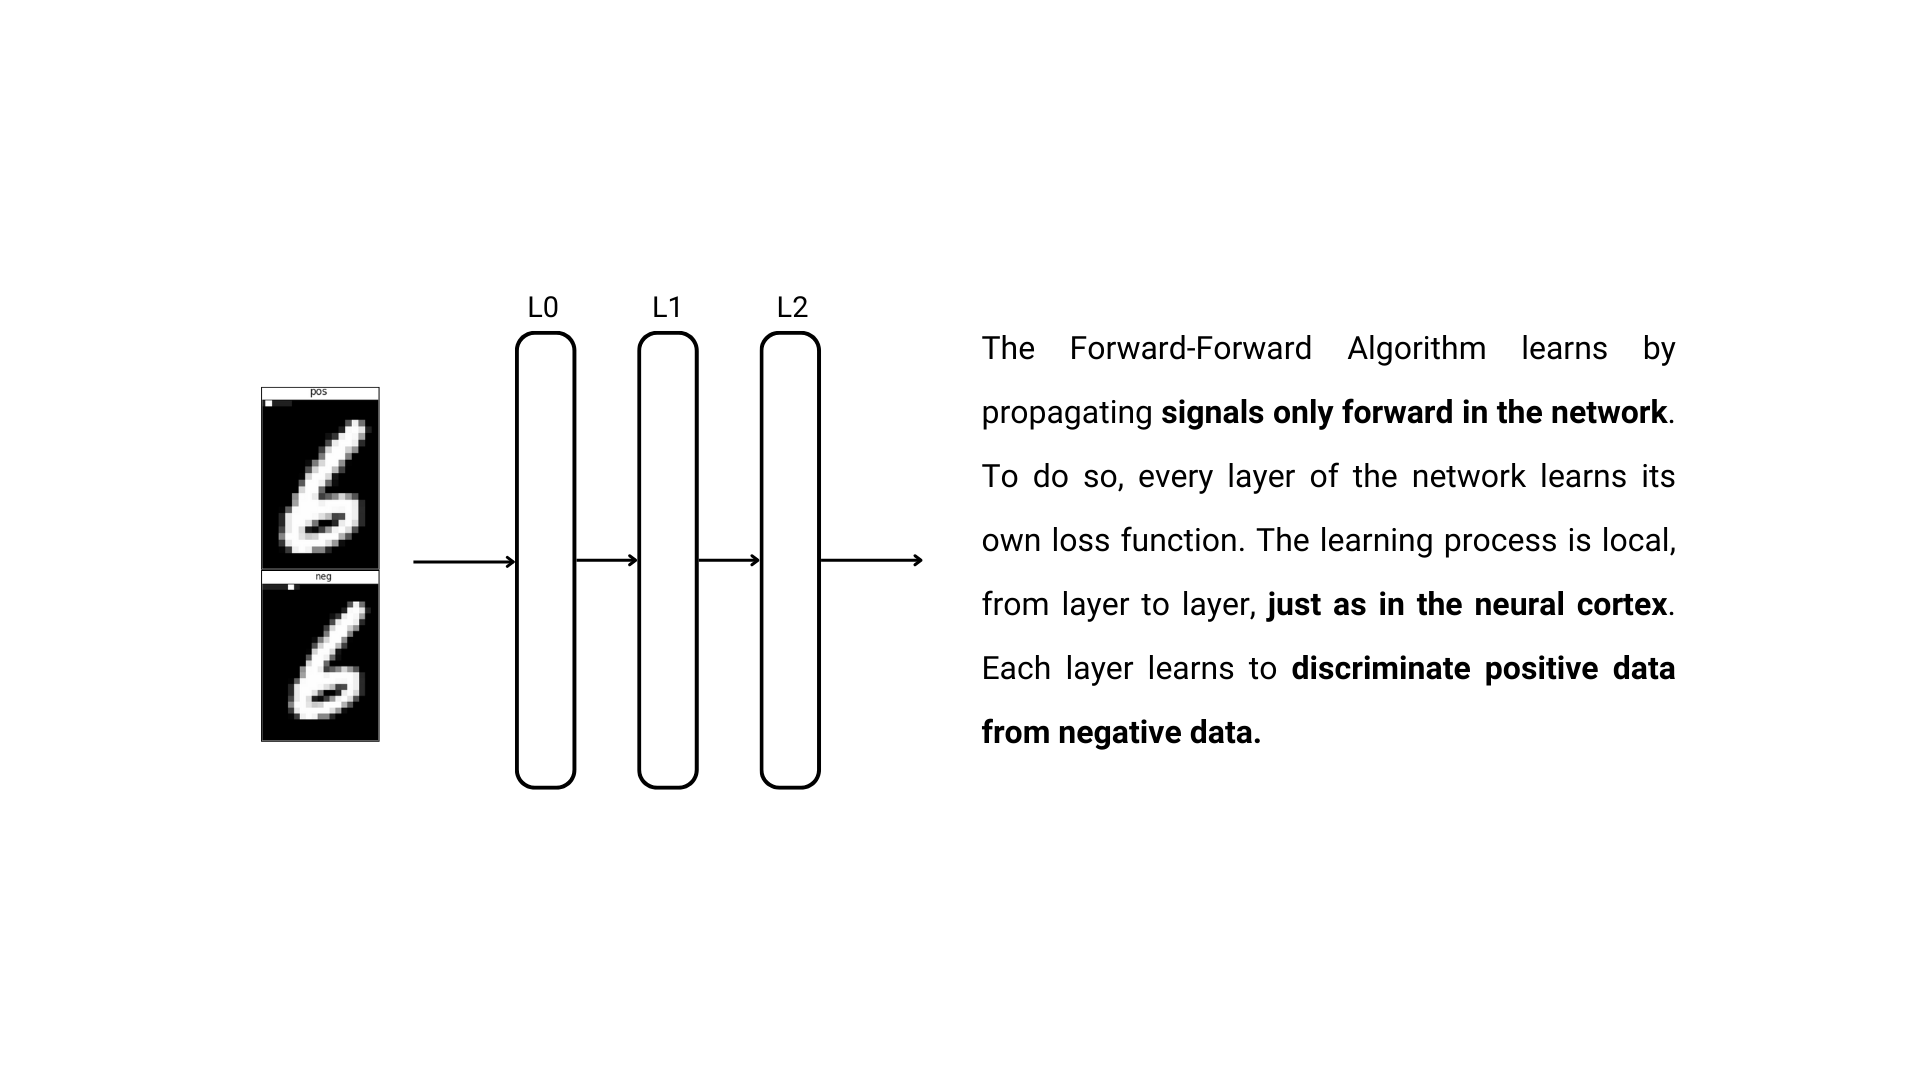 L0 L1 L2
pos
neg
The Forward-Forward Algorithm learns by
propagating signals only forward in the network.
To do so, every layer of the network learns its
own loss function. The learning process is local,
from layer to layer, just as in the neural cortex.
Each layer learns to discriminate positive data
from negative data.